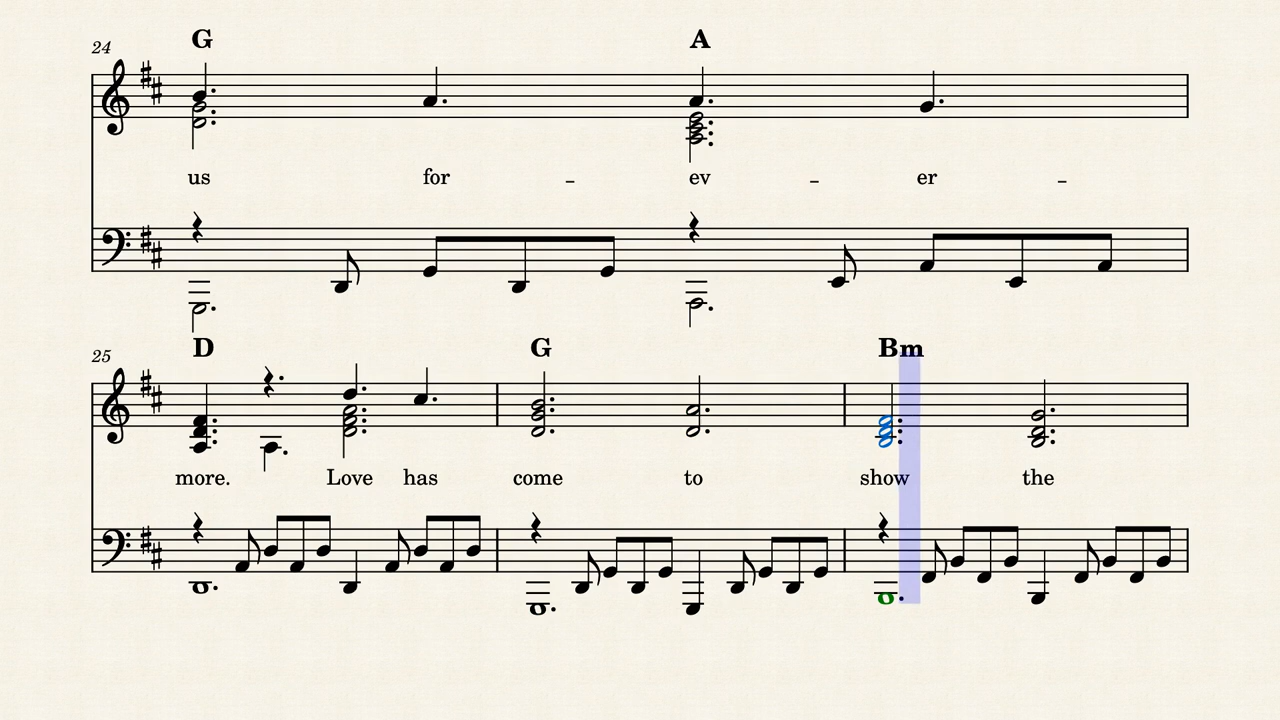 24 G A
us for - ev - er -
25 D G Bm
more. Love has come to show the